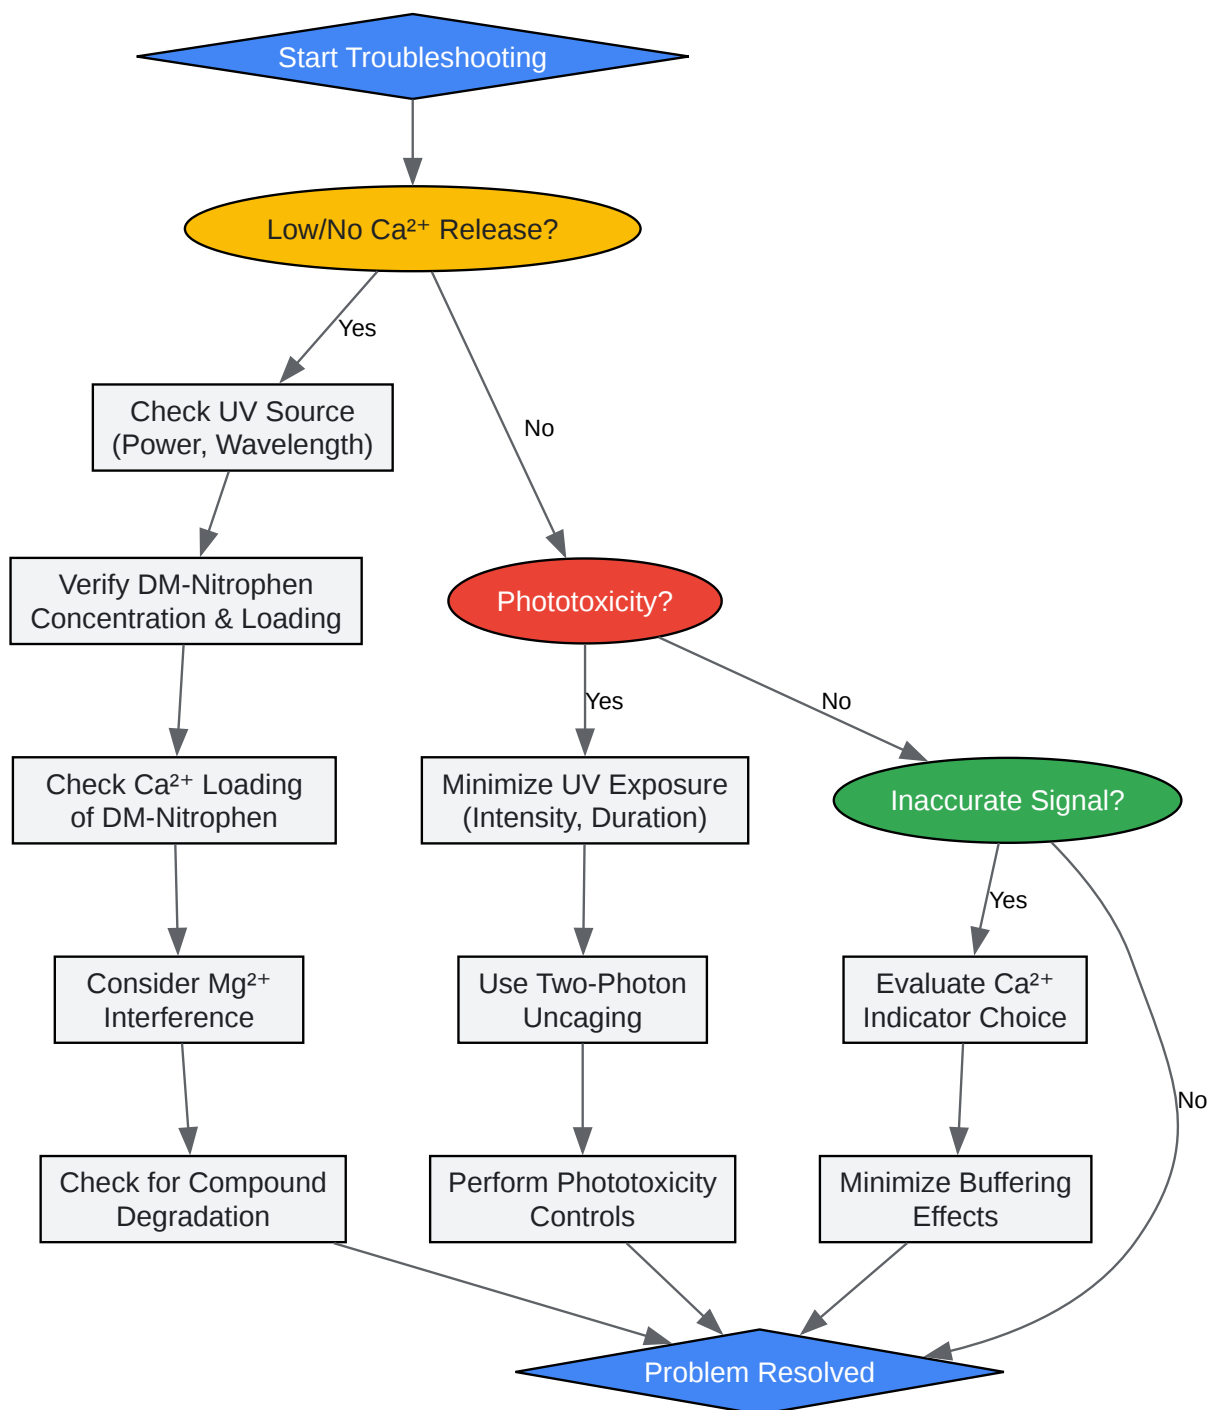 Start Troubleshooting
Low/No Ca²⁺ Release?
Yes
No
Check UV Source
(Power, Wavelength)
Verify DM-Nitrophen
Concentration & Loading
Phototoxicity?
Yes
No
Check Ca²⁺ Loading
of DM-Nitrophen
Minimize UV Exposure
(Intensity, Duration)
Inaccurate Signal?
Yes
No
Consider Mg²⁺
Interference
Use Two-Photon
Uncaging
Evaluate Ca²⁺
Indicator Choice
Check for Compound
Degradation
Perform Phototoxicity
Controls
Minimize Buffering
Effects
Problem Resolved